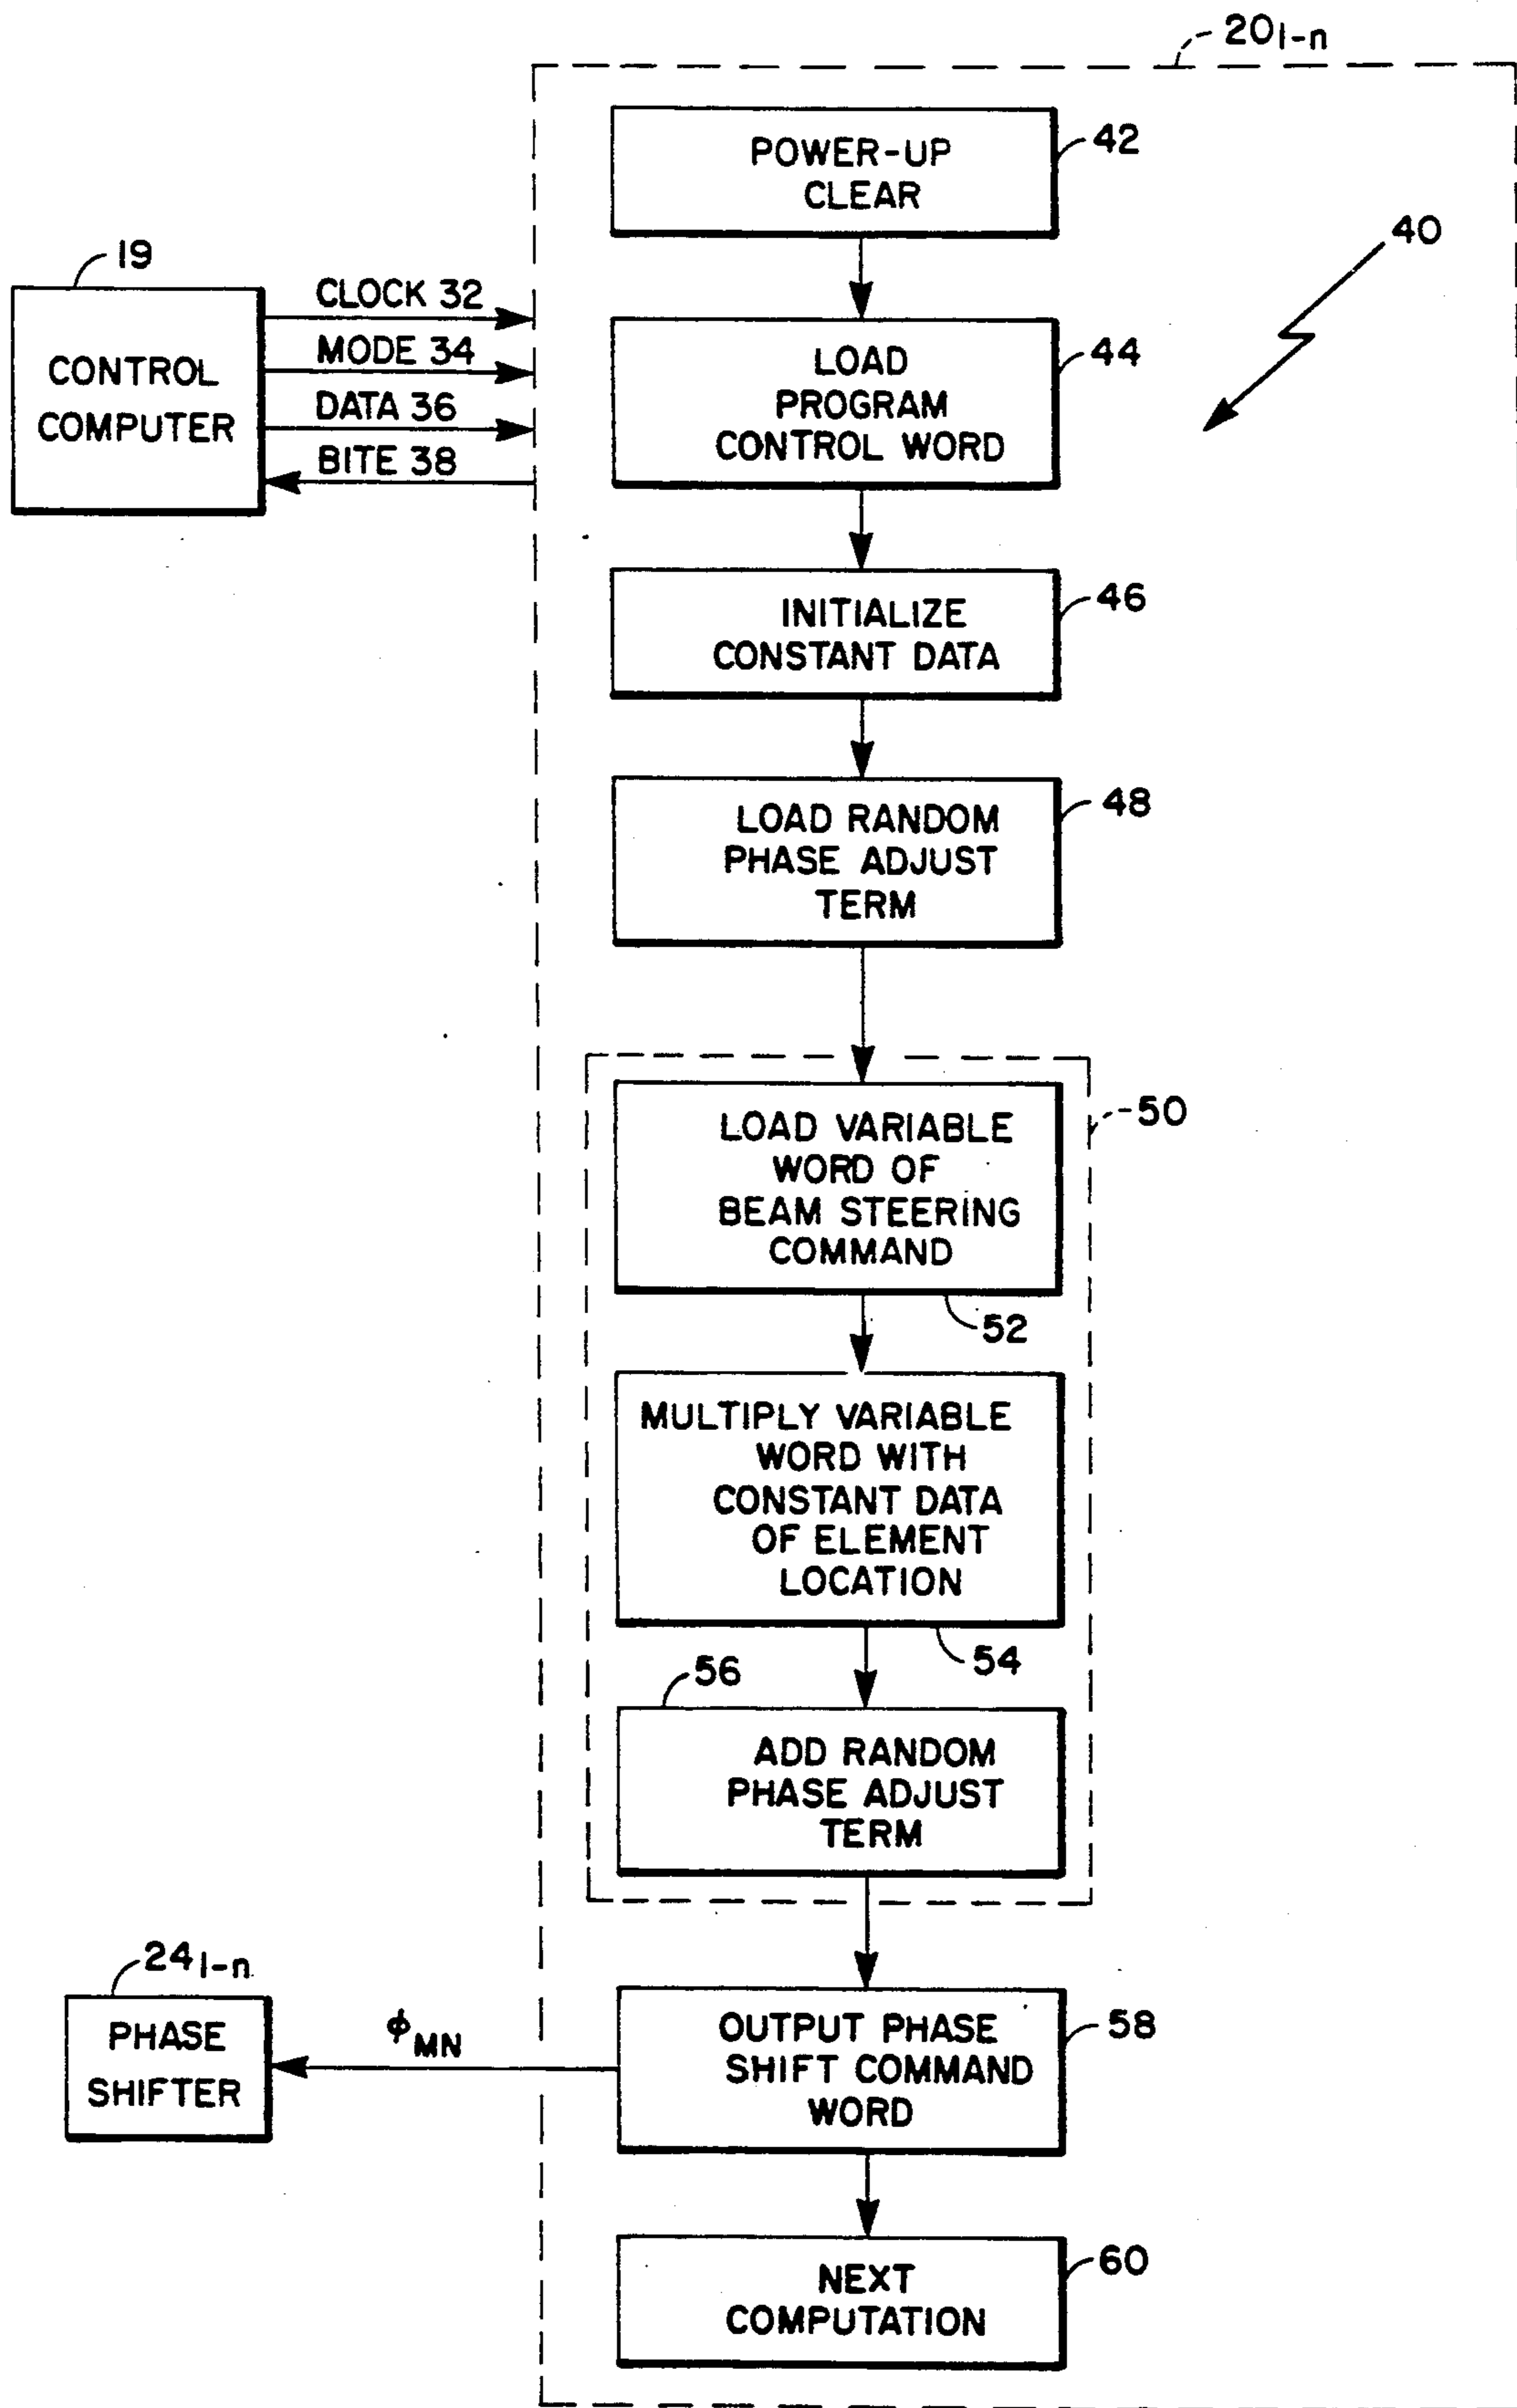 20₁₋ₙ
POWER-UP
CLEAR
42
40
19
CONTROL
COMPUTER
CLOCK 32
MODE 34
DATA 36
BITE 38
LOAD
PROGRAM
CONTROL WORD
44
INITIALIZE
CONSTANT DATA
46
LOAD RANDOM
PHASE ADJUST
TERM
48
50
LOAD VARIABLE
WORD OF
BEAM STEERING
COMMAND
52
MULTIPLY VARIABLE
WORD WITH
CONSTANT DATA
OF ELEMENT
LOCATION
54
56
ADD RANDOM
PHASE ADJUST
TERM
24₁₋ₙ
PHASE
SHIFTER
ϕMN
OUTPUT PHASE
SHIFT COMMAND
WORD
58
NEXT
COMPUTATION
60